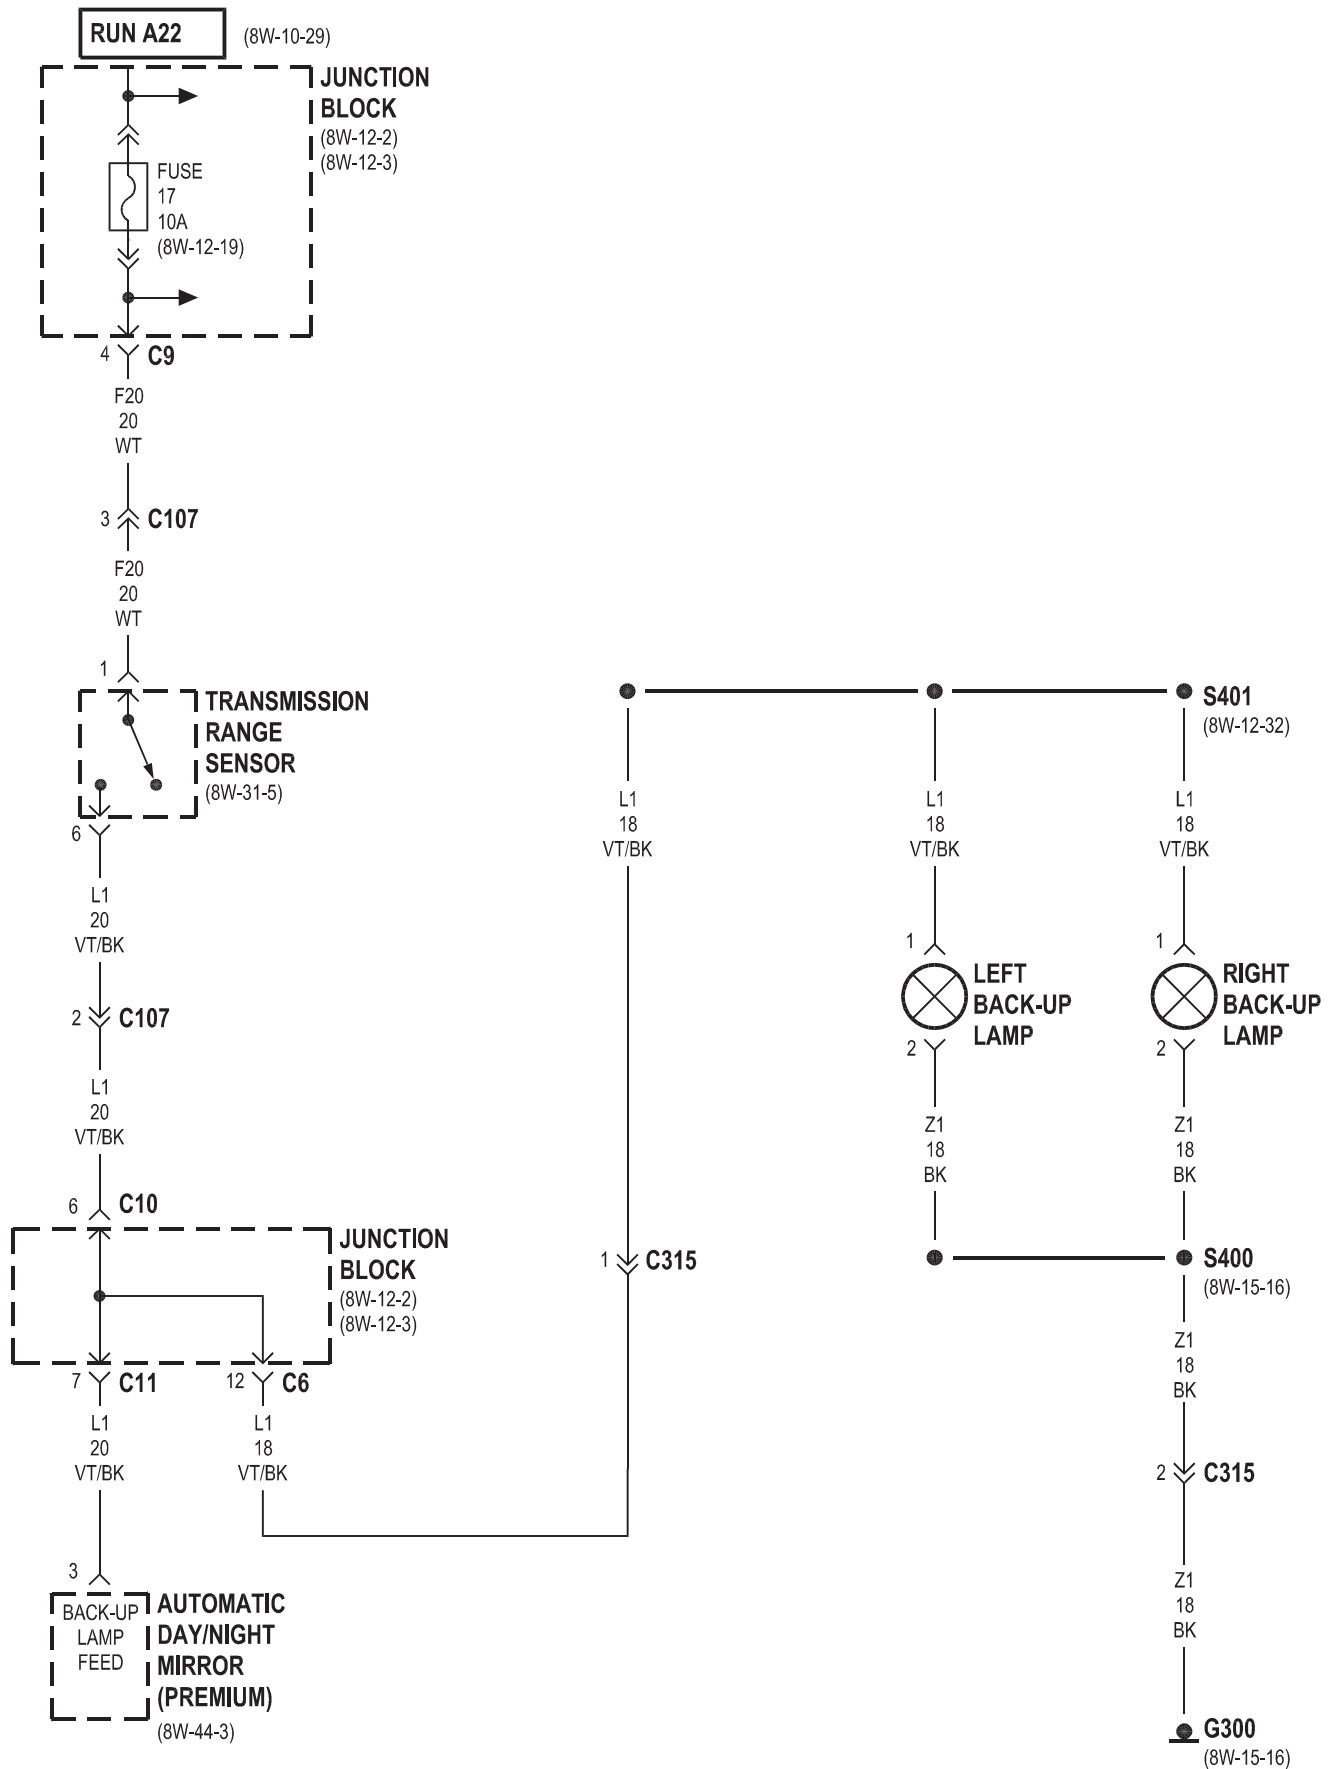 RUN A22
(8W-10-29)
JUNCTION
BLOCK
(8W-12-2)
(8W-12-3)
FUSE
17
10A
(8W-12-19)
4
C9
F20
20
WT
3
C107
F20
20
WT
1
TRANSMISSION
RANGE
SENSOR
(8W-31-5)
6
L1
20
VT/BK
2
C107
L1
20
VT/BK
6
C10
JUNCTION
BLOCK
(8W-12-2)
(8W-12-3)
7
C11
12
C6
L1
20
VT/BK
L1
18
VT/BK
3
BACK-UP
LAMP
FEED
AUTOMATIC
DAY/NIGHT
MIRROR
(PREMIUM)
(8W-44-3)
S401
(8W-12-32)
L1
18
VT/BK
L1
18
VT/BK
L1
18
VT/BK
1
LEFT
BACK-UP
LAMP
2
1
RIGHT
BACK-UP
LAMP
2
Z1
18
BK
Z1
18
BK
1
C315
S400
(8W-15-16)
Z1
18
BK
2
C315
Z1
18
BK
G300
(8W-15-16)